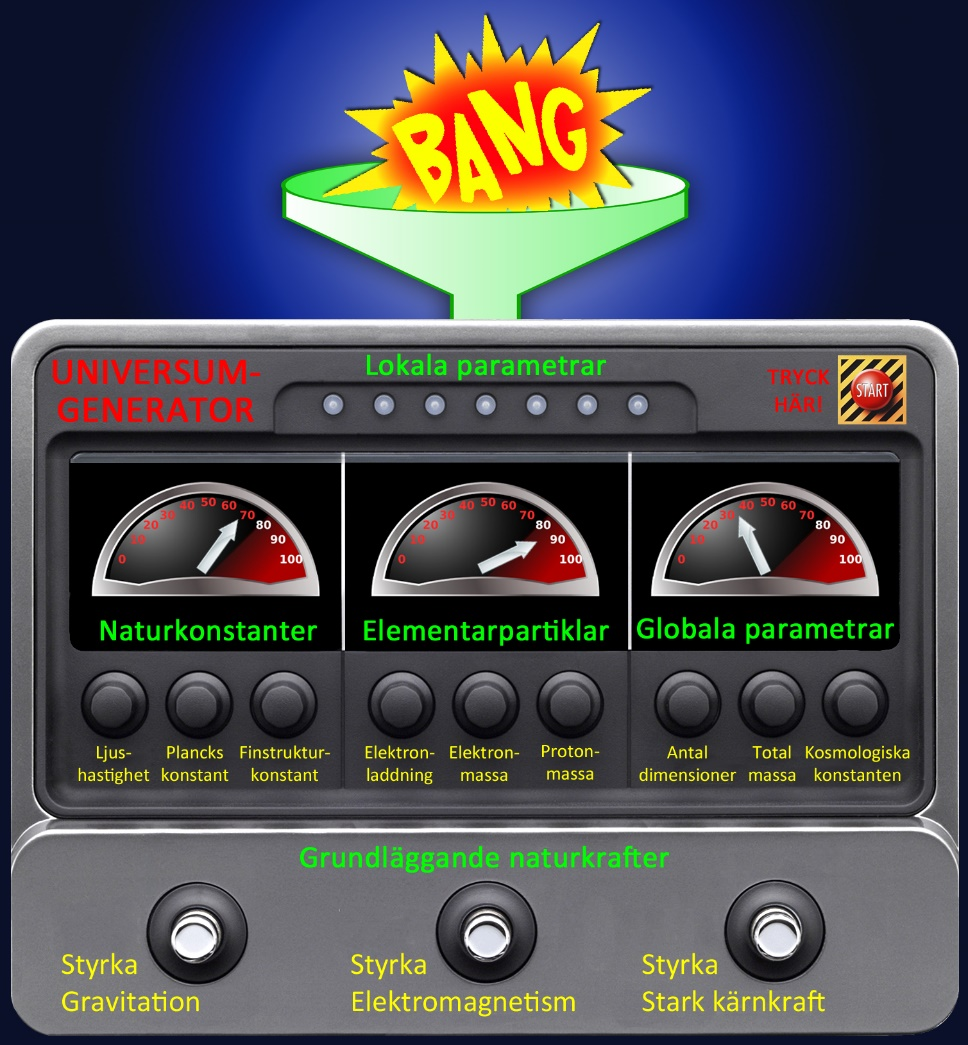 BANG
UNIVERSUM-
GENERATOR
Lokala parametrar
TRYCK
HÄR!
START
0 10 20 30 40 50 60 70 80 90 100
Naturkonstanter
0 10 20 30 40 50 60 70 80 90 100
Elementarpartiklar
0 10 20 30 40 50 60 70 80 90 100
Globala parametrar
Ljus-
hastighet
Plancks
konstant
Finstruktur-
konstant
Elektron-
laddning
Elektron-
massa
Proton-
massa
Antal
dimensioner
Total
massa
Kosmologiska
konstanten
Grundläggande naturkrafter
Styrka
Gravitation
Styrka
Elektromagnetism
Styrka
Stark kärnkraft